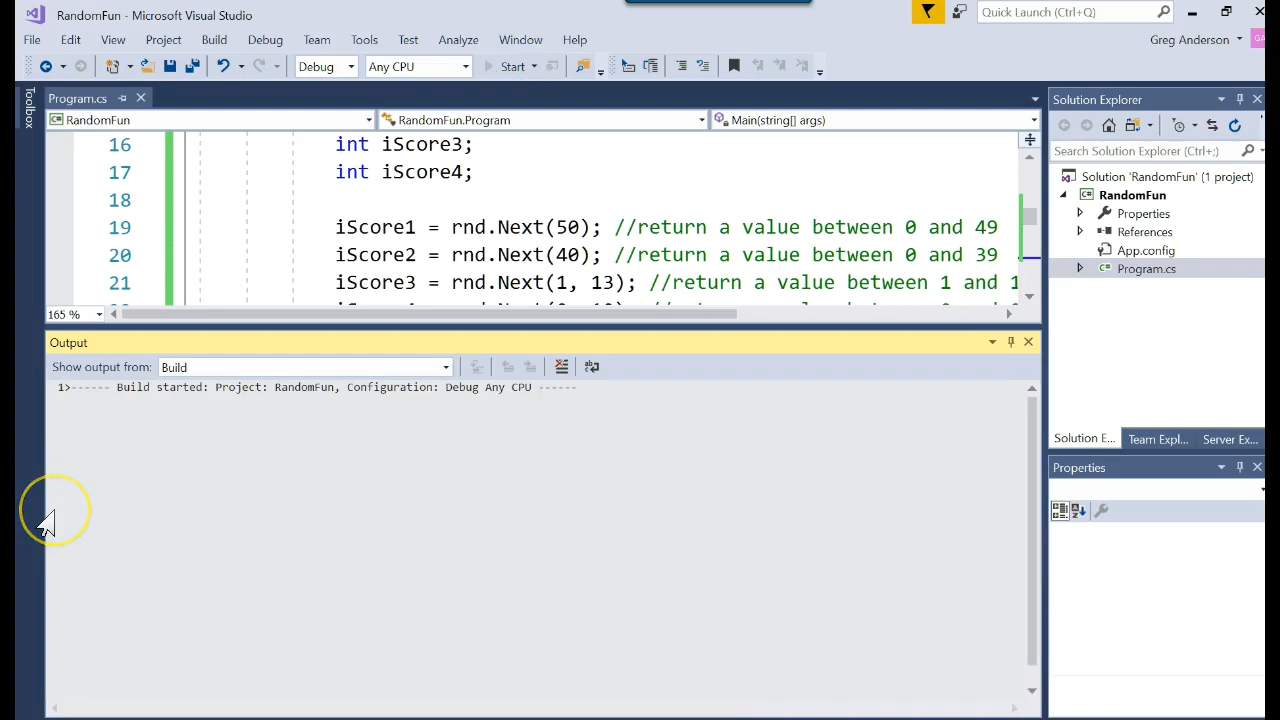 RandomFun - Microsoft Visual Studio
Quick Launch (Ctrl+Q)
File Edit View Project Build Debug Team Tools Test Analyze Window Help
Greg Anderson GA
Debug Any CPU Start
Toolbox
Program.cs
RandomFun RandomFun.Program Main(string[] args)
16 int iScore3;
17 int iScore4;
18
19 iScore1 = rnd.Next(50); //return a value between 0 and 49
20 iScore2 = rnd.Next(40); //return a value between 0 and 39
21 iScore3 = rnd.Next(1, 13); //return a value between 1 and 1
165 %
Output
Show output from: Build
1>------ Build started: Project: RandomFun, Configuration: Debug Any CPU ------
Solution Explorer
Search Solution Explorer (Ctrl+;)
Solution 'RandomFun' (1 project)
RandomFun
Properties
References
App.config
Program.cs
Solution E... Team Expl... Server Ex...
Properties